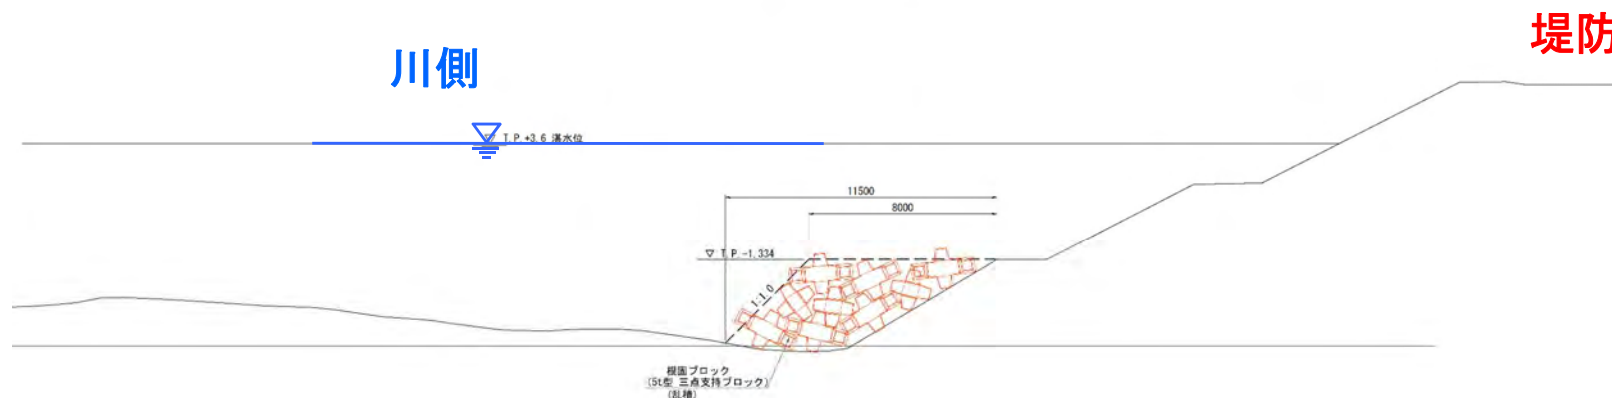 堤防
川側
T.P.+3.6 湛水位
11500
8000
T.P.-1.334
1:1.0
根固ブロック
(5t型 三点支持ブロック)
(乱積)